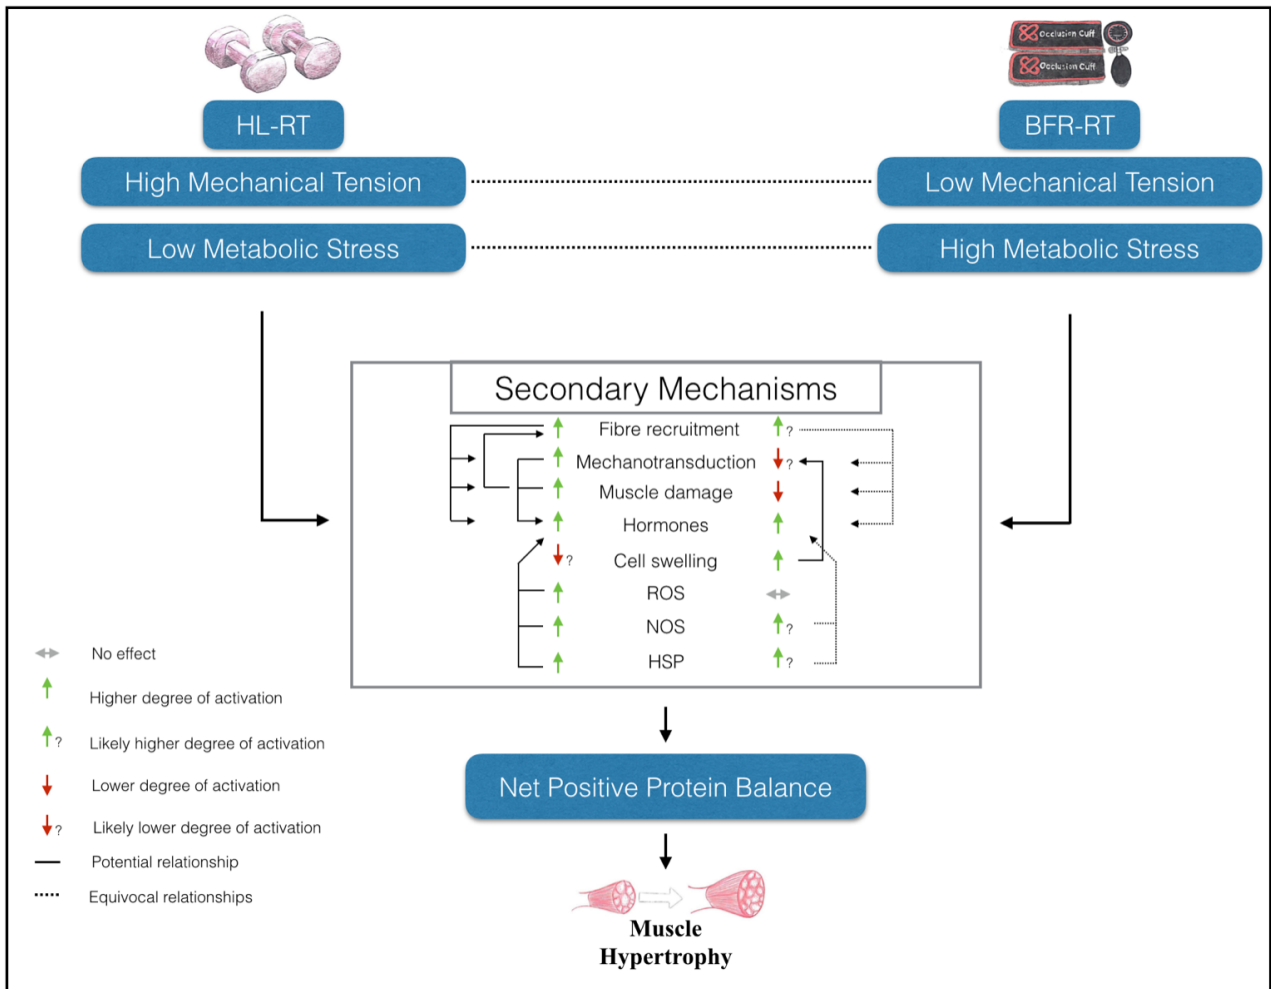 Occlusion Cuff
Occlusion Cuff
HL-RT
BFR-RT
High Mechanical Tension
Low Mechanical Tension
Low Metabolic Stress
High Metabolic Stress
Secondary Mechanisms
Fibre recruitment ?
Mechanotransduction ?
Muscle damage
Hormones
? Cell swelling
ROS
NOS ?
HSP ?
No effect
Higher degree of activation
? Likely higher degree of activation
Lower degree of activation
? Likely lower degree of activation
Potential relationship
Equivocal relationships
Net Positive Protein Balance
Muscle
Hypertrophy